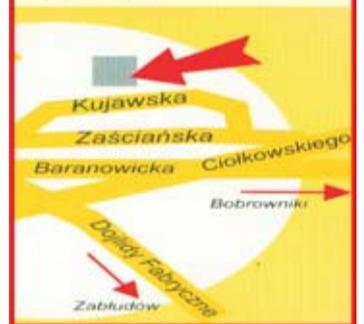 Kujawska
Zaściańska
Baranowicka Ciołkowskiego
Bobrowniki
Dojlidy Fabryczne
Zabłudów